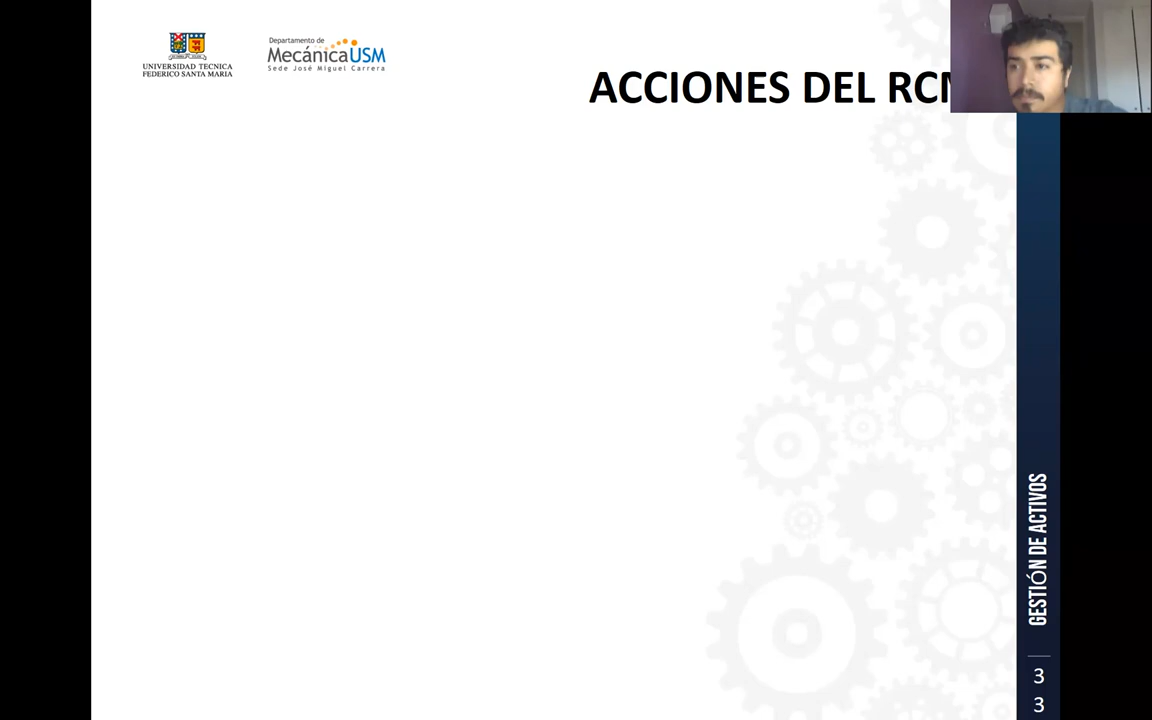 UNIVERSIDAD TECNICA
FEDERICO SANTA MARIA
Departamento de
MecánicaUSM
Sede José Miguel Carrera
ACCIONES DEL
GESTIÓN DE ACTIVOS
3
3